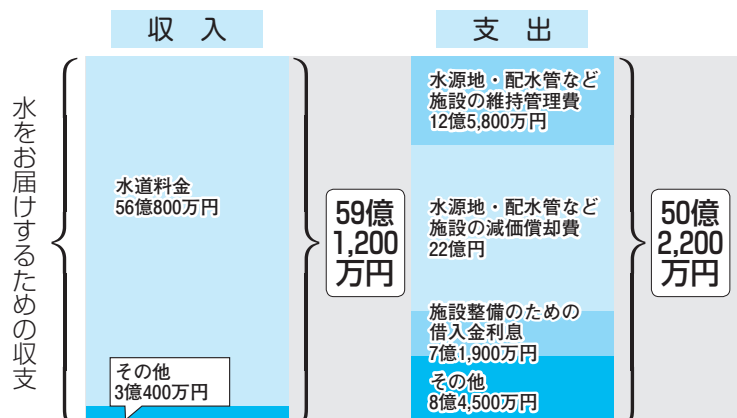 収 入
支 出
水をお届けするための収支
水道料金
56億800万円
その他
3億400万円
59億
1,200
万円
水源地・配水管など
施設の維持管理費
12億5,800万円
水源地・配水管など
施設の減価償却費
22億円
施設整備のための
借入金利息
7億1,900万円
その他
8億4,500万円
50億
2,200
万円